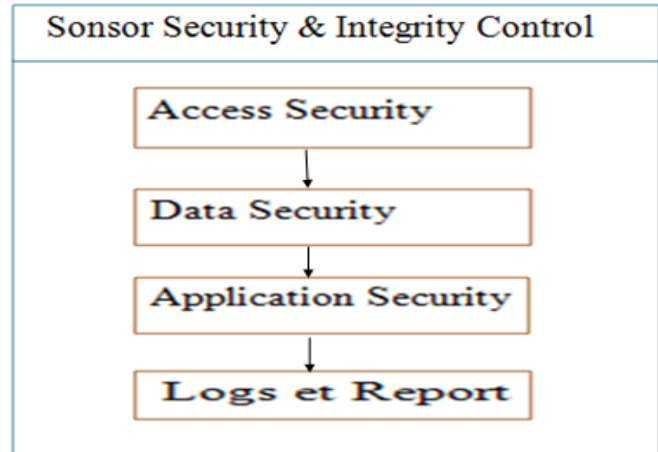 Sonsor Security & Integrity Control
Access Security
Data Security
Application Security
Logs et Report